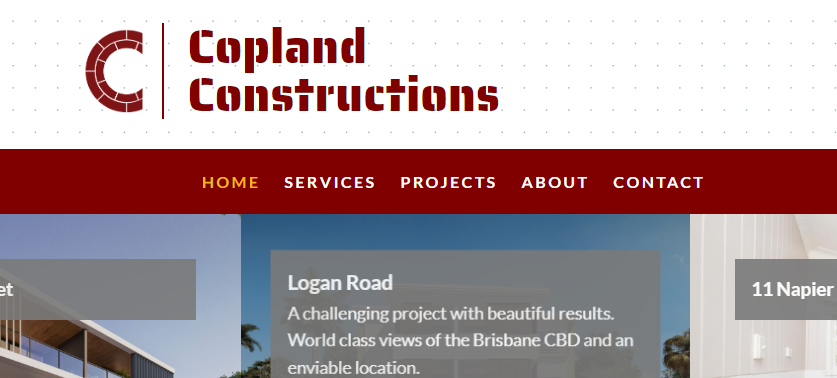 Copland
Constructions
HOME SERVICES PROJECTS ABOUT CONTACT
et
Logan Road
A challenging project with beautiful results.
World class views of the Brisbane CBD and an
enviable location.
11 Napier